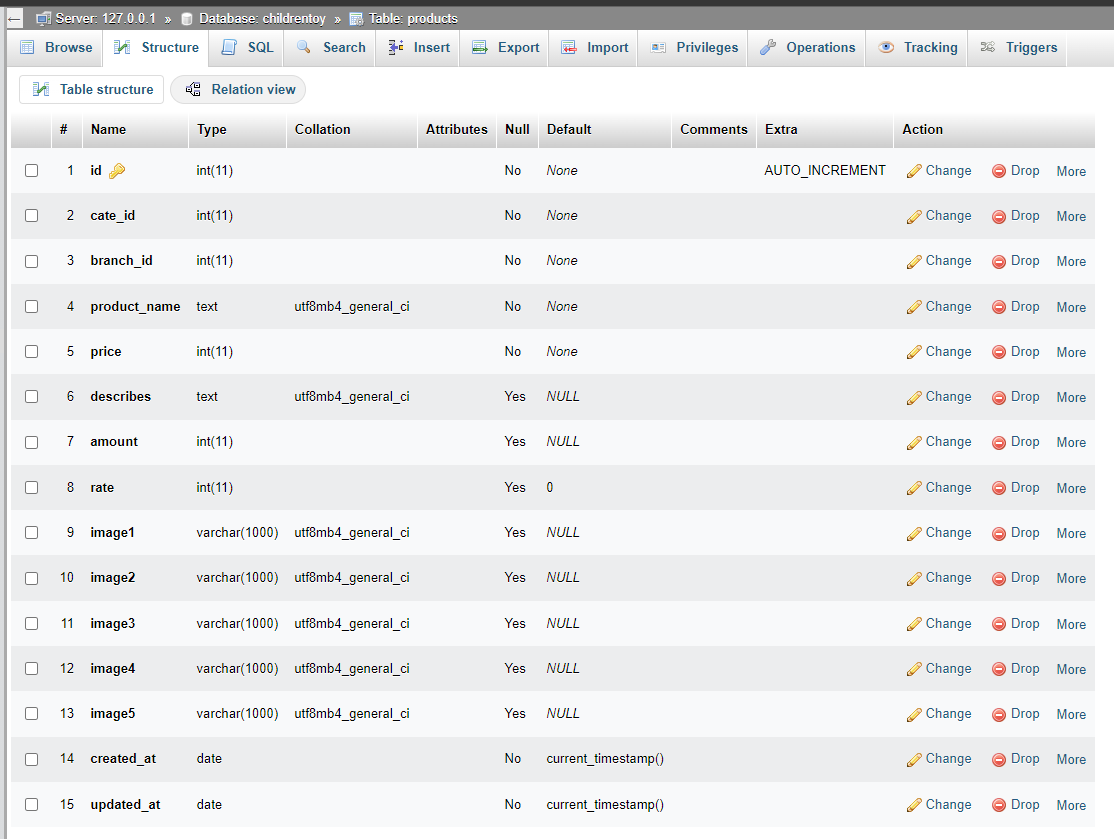 Server: 127.0.0.1 » Database: childrentoy » Table: products
Browse Structure SQL Search Insert Export Import Privileges Operations Tracking Triggers
Table structure Relation view
# Name Type Collation Attributes Null Default Comments Extra Action
1 id int(11) No None AUTO_INCREMENT Change Drop More
2 cate_id int(11) No None Change Drop More
3 branch_id int(11) No None Change Drop More
4 product_name text utf8mb4_general_ci No None Change Drop More
5 price int(11) No None Change Drop More
6 describes text utf8mb4_general_ci Yes NULL Change Drop More
7 amount int(11) Yes NULL Change Drop More
8 rate int(11) Yes 0 Change Drop More
9 image1 varchar(1000) utf8mb4_general_ci Yes NULL Change Drop More
10 image2 varchar(1000) utf8mb4_general_ci Yes NULL Change Drop More
11 image3 varchar(1000) utf8mb4_general_ci Yes NULL Change Drop More
12 image4 varchar(1000) utf8mb4_general_ci Yes NULL Change Drop More
13 image5 varchar(1000) utf8mb4_general_ci Yes NULL Change Drop More
14 created_at date No current_timestamp() Change Drop More
15 updated_at date No current_timestamp() Change Drop More